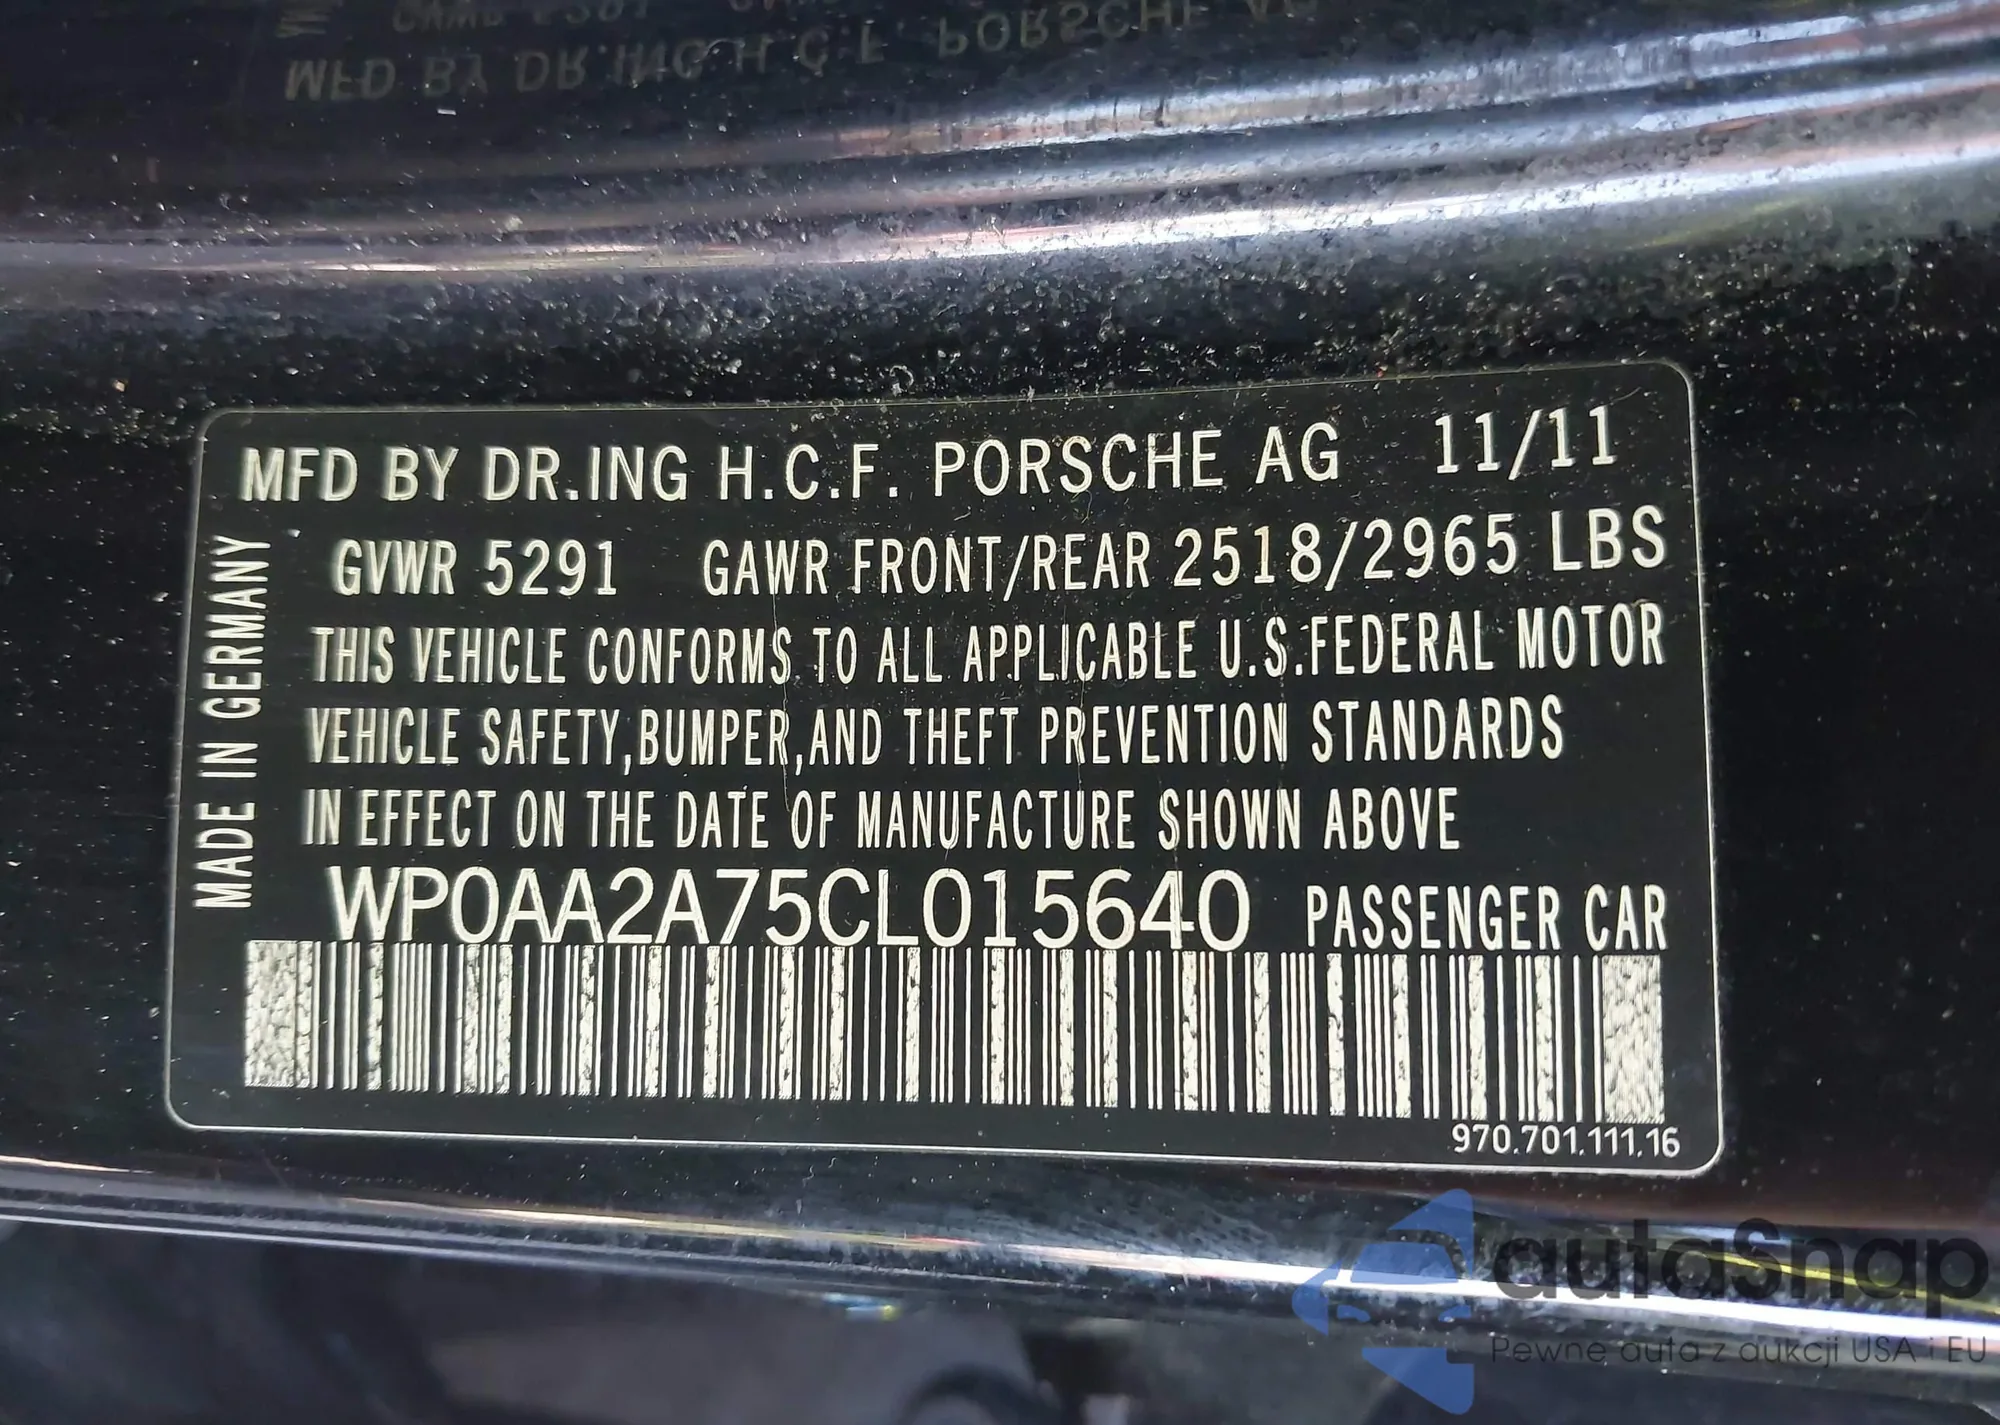 MFD BY DR.ING H.C.F. PORSCHE AG
MFD BY DR.ING H.C.F. PORSCHE AG 11/11
GVWR 5291 GAWR FRONT/REAR 2518/2965 LBS
THIS VEHICLE CONFORMS TO ALL APPLICABLE U.S.FEDERAL MOTOR
VEHICLE SAFETY,BUMPER,AND THEFT PREVENTION STANDARDS
IN EFFECT ON THE DATE OF MANUFACTURE SHOWN ABOVE
WP0AA2A75CL015640 PASSENGER CAR
MADE IN GERMANY
970.701.111.16
autaSnap
Pewne auta z aukcji USA i EU